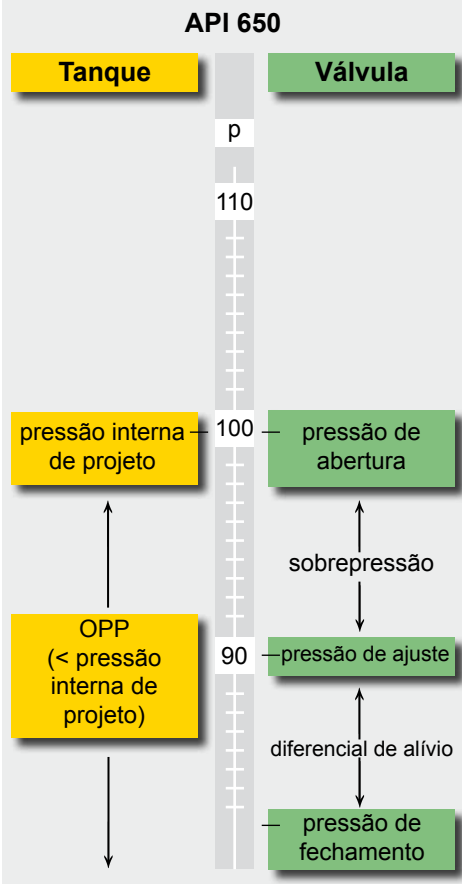 API 650
Tanque
Válvula
p
110
pressão interna
de projeto
100
pressão de
abertura
sobrepressão
OPP
(< pressão
interna de
projeto)
90
pressão de ajuste
diferencial de alívio
pressão de
fechamento